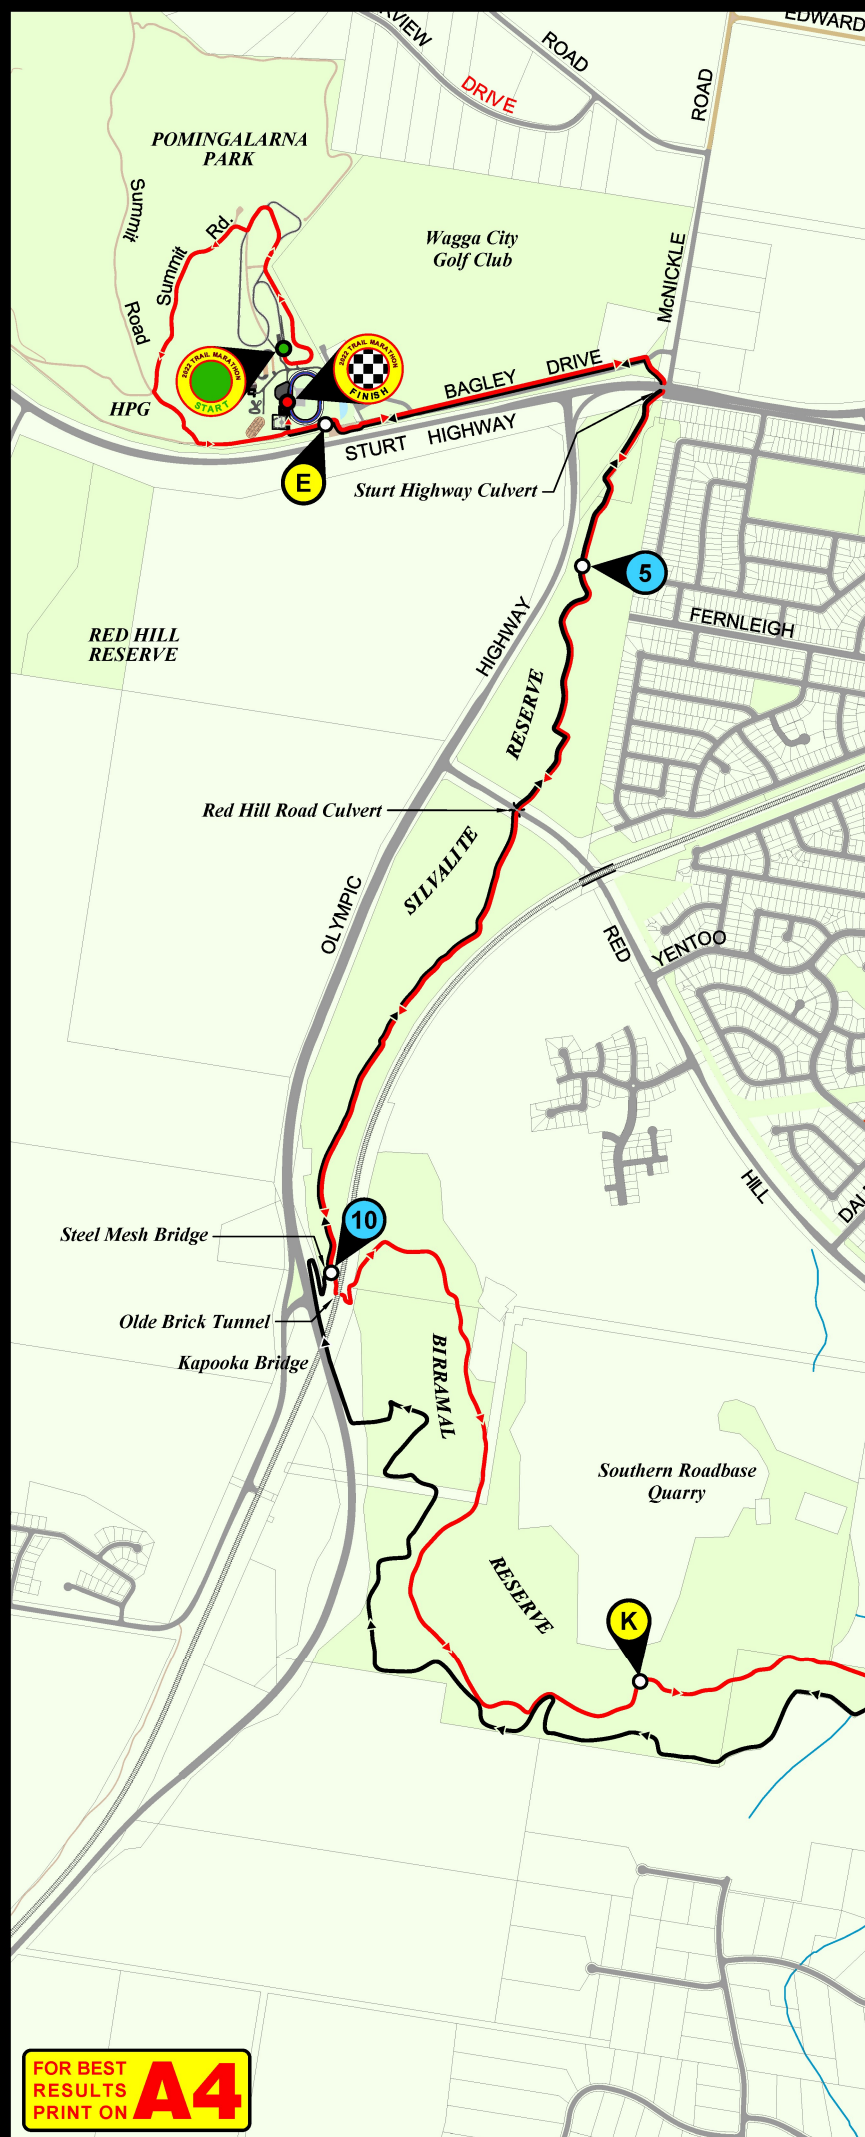 EDWARD
VIEW
ROAD
DRIVE
ROAD
POMINGALARNA
PARK
Summit
Rd.
Wagga City
Golf Club
Summit
McNICKLE
Road
2022 TRAIL MARATHON
START
2022 TRAIL MARATHON
FINISH
BAGLEY DRIVE
HPG
STURT HIGHWAY
E
Sturt Highway Culvert
5
HIGHWAY
FERNLEIGH
RED HILL
RESERVE
RESERVE
Red Hill Road Culvert
SILVALITE
OLYMPIC
RED
YENTOO
HILL
DAL
10
Steel Mesh Bridge
Olde Brick Tunnel
Kapooka Bridge
BIRRAMAL
Southern Roadbase
Quarry
RESERVE
K
FOR BEST
RESULTS
PRINT ON
A4